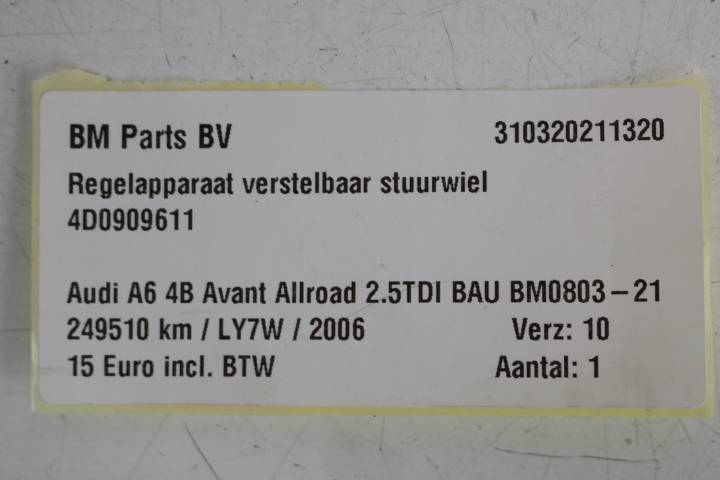 BM Parts BV 310320211320
Regelapparaat verstelbaar stuurwiel
4D0909611
Audi A6 4B Avant Allroad 2.5TDI BAU BM0803-21
249510 km / LY7W / 2006 Verz: 10
15 Euro incl. BTW Aantal: 1